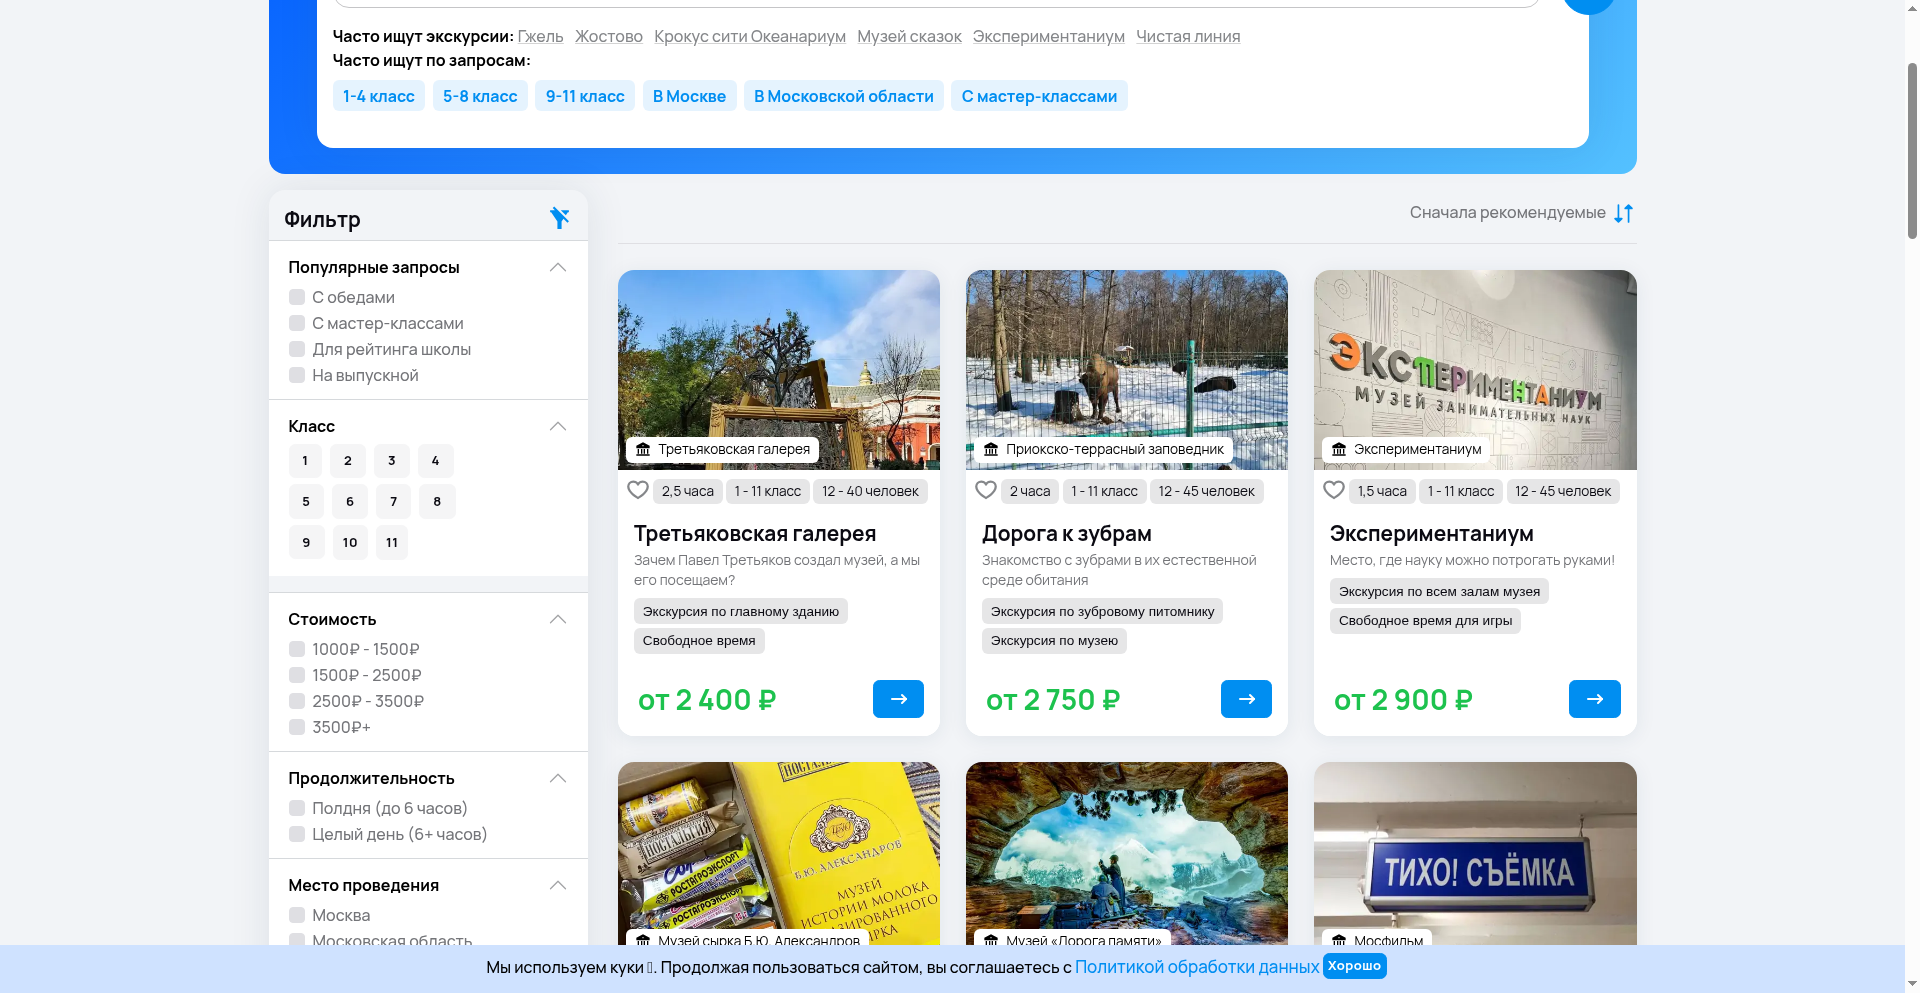 Часто ищут экскурсии: Гжель Жостово Крокус сити Океанариум Музей сказок Экспериментаниум Чистая линия
Часто ищут по запросам:
1-4 класс 5-8 класс 9-11 класс В Москве В Московской области С мастер-классами
Фильтр
Популярные запросы
С обедами
С мастер-классами
Для рейтинга школы
На выпускной
Класс
1 2 3 4
5 6 7 8
9 10 11
Стоимость
1000₽ - 1500₽
1500₽ - 2500₽
2500₽ - 3500₽
3500₽+
Продолжительность
Полдня (до 6 часов)
Целый день (6+ часов)
Место проведения
Москва
Московская область
Сначала рекомендуемые
Третьяковская галерея
2,5 часа 1 - 11 класс 12 - 40 человек
Третьяковская галерея
Зачем Павел Третьяков создал музей, а мы
его посещаем?
Экскурсия по главному зданию
Свободное время
от 2 400 ₽
Приокско-террасный заповедник
2 часа 1 - 11 класс 12 - 45 человек
Дорога к зубрам
Знакомство с зубрами в их естественной
среде обитания
Экскурсия по зубровому питомнику
Экскурсия по музею
от 2 750 ₽
ЭКСПЕРИМЕНТАНИУМ
МУЗЕЙ ЗАНИМАТЕЛЬНЫХ НАУК
Экспериментаниум
1,5 часа 1 - 11 класс 12 - 45 человек
Экспериментаниум
Место, где науку можно потрогать руками!
Экскурсия по всем залам музея
Свободное время для игры
от 2 900 ₽
НОСТАЛЬГИЯ
РОСТАГРОЭКСПОРТ
РОСТАГРОЭКСПОРТ
Б.Ю. АЛЕКСАНДРОВ
МУЗЕЙ
ИСТОРИИ МОЛОКА
Музей сырка Б.Ю. Александров
Музей «Дорога памяти»
ТИХО! СЪЁМКА
Мосфильм
Мы используем куки . Продолжая пользоваться сайтом, вы соглашаетесь с Политикой обработки данных Хорошо